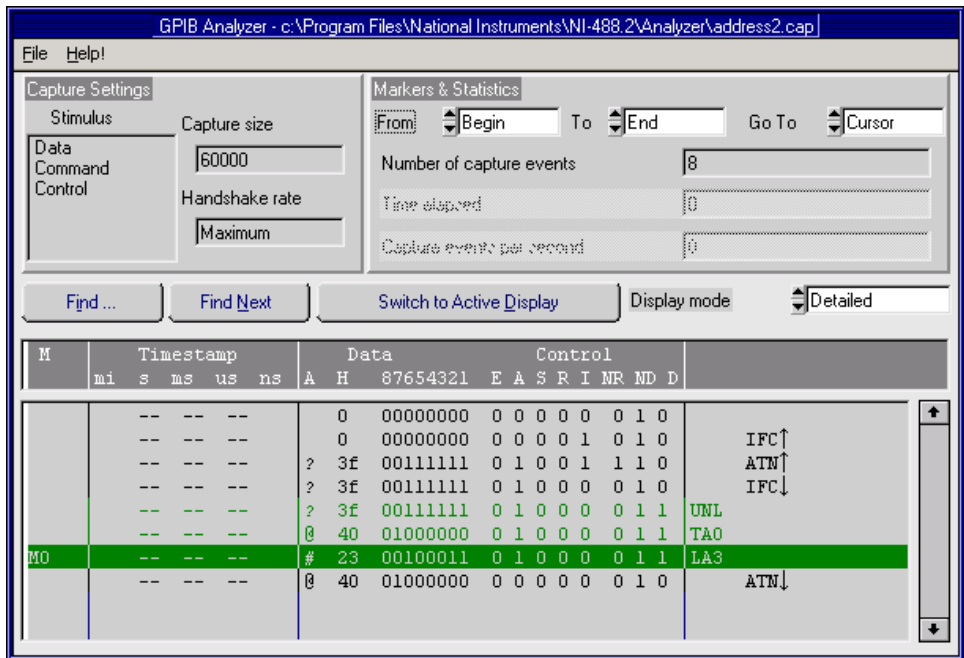 GPIB Analyzer - c:\Program Files\National Instruments\NI-488.2\Analyzer\address2.cap
File Help!
Capture Settings
Stimulus
Data
Command
Control
Capture size
60000
Handshake rate
Maximum
Markers & Statistics
From Begin To End Go To Cursor
Number of capture events 8
Time elapsed 0
Capture events per second 0
Find ... Find Next Switch to Active Display Display mode Detailed
M Timestamp Data Control
mi s ms us ns A H 87654321 E A S R I NR ND D
-- -- -- 0 00000000 0 0 0 0 0 0 1 0
-- -- -- 0 00000000 0 0 0 0 1 0 1 0 IFC↑
-- -- -- ? 3f 00111111 0 1 0 0 1 1 1 0 ATN↑
-- -- -- ? 3f 00111111 0 1 0 0 0 0 1 0 IFC↓
-- -- -- ? 3f 00111111 0 1 0 0 0 0 1 1 UNL
-- -- -- @ 40 01000000 0 1 0 0 0 0 1 1 TA0
M0 -- -- -- # 23 00100011 0 1 0 0 0 0 1 1 LA3
-- -- -- @ 40 01000000 0 0 0 0 0 0 1 0 ATN↓